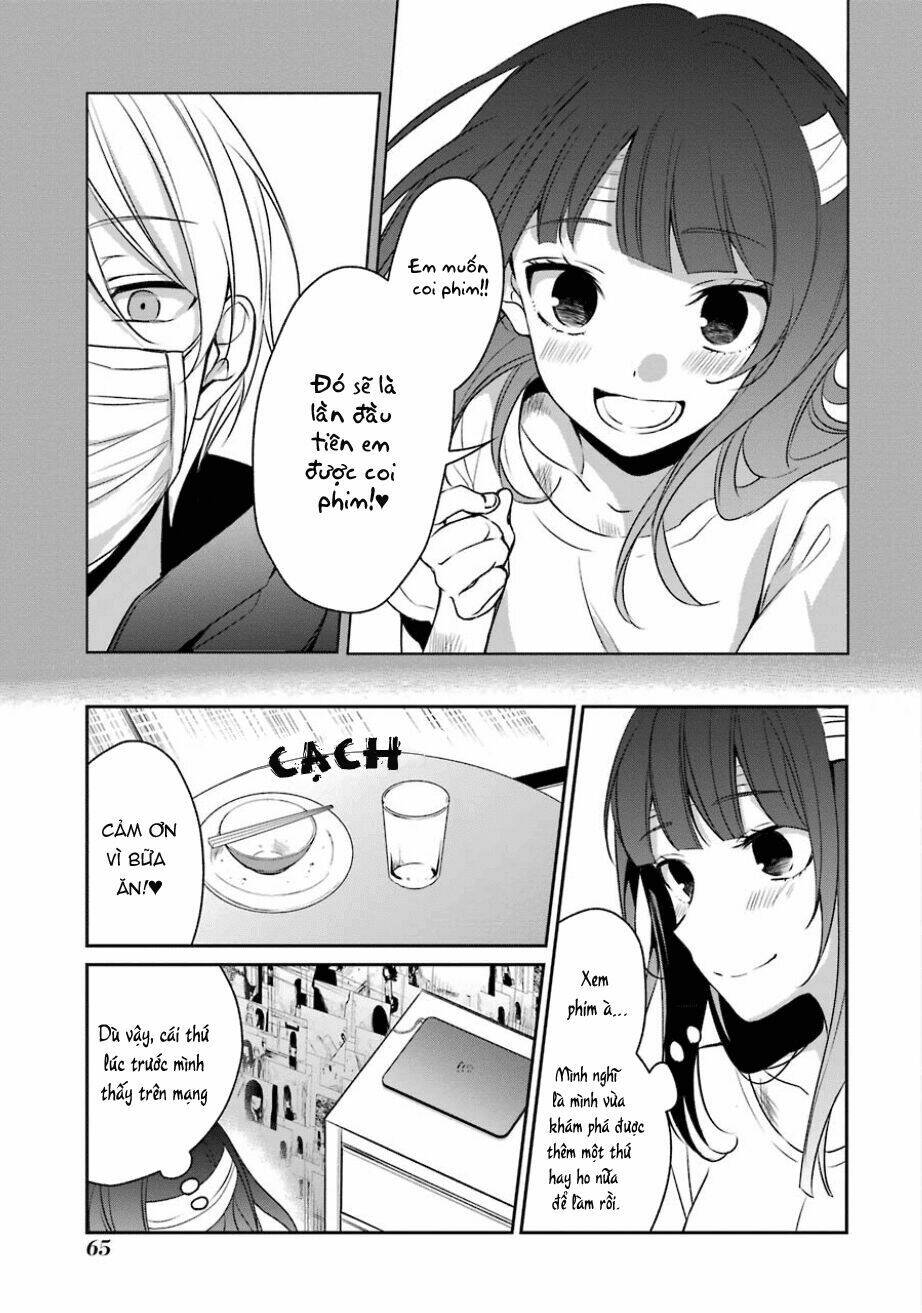 Em muốn
coi phim!!
Đó sẽ là
lần đầu
tiên em
được coi
phim!♥
CẠCH
CẢM ƠN
VÌ BỮA
ĂN!♥
Xem
phim à...
Mình nghĩ
là mình vừa
khám phá được
thêm một thứ
hay ho nữa
để làm rồi.
Dù vậy, cái thứ
lúc trước mình
thấy trên mạng
65